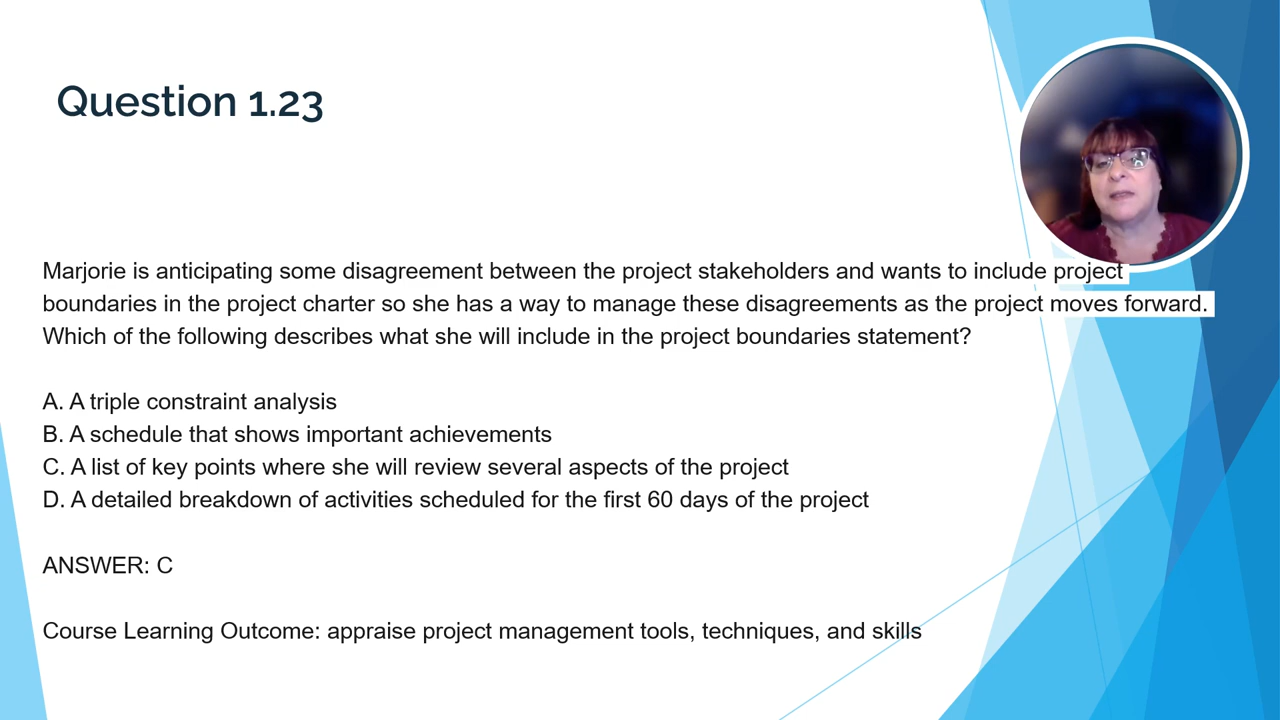 Question 1.23
Marjorie is anticipating some disagreement between the project stakeholders and wants to include project
boundaries in the project charter so she has a way to manage these disagreements as the project moves forward.
Which of the following describes what she will include in the project boundaries statement?
A. A triple constraint analysis
B. A schedule that shows important achievements
C. A list of key points where she will review several aspects of the project
D. A detailed breakdown of activities scheduled for the first 60 days of the project
ANSWER: C
Course Learning Outcome: appraise project management tools, techniques, and skills